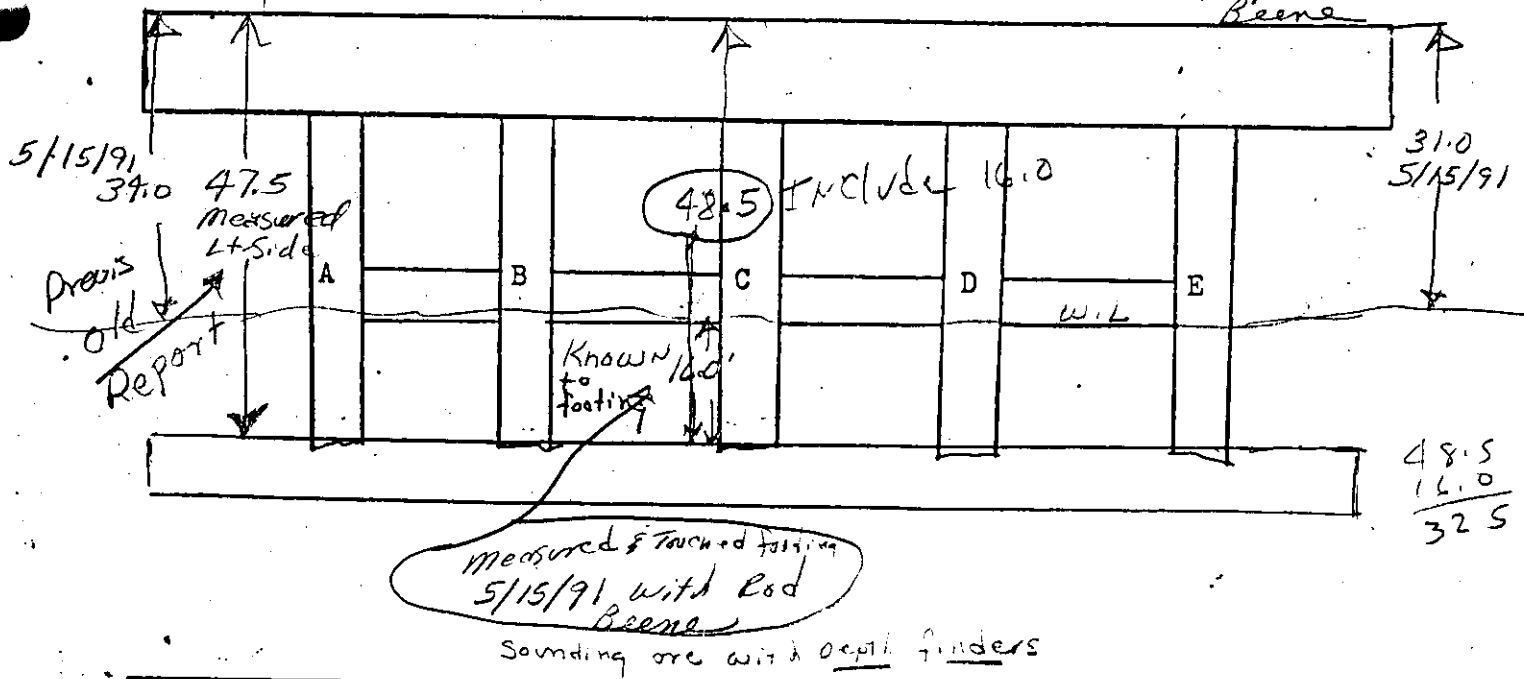 Beene
5/15/91
34.0
47.5
Measured
Lt Side
48.5 INClude 16.0
31.0
5/15/91
A
B
C
D
E
Previs
old
Report
W.L
Known 16.0'
to
footing
48.5
16.0
32 5
Measured & Touched footing
5/15/91 with Rod
Beene
Sounding are with Depth finders